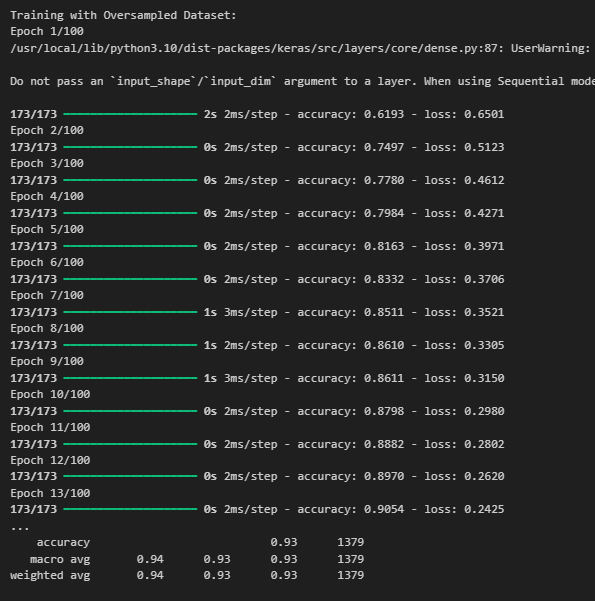 Training with Oversampled Dataset:
Epoch 1/100
/usr/local/lib/python3.10/dist-packages/keras/src/layers/core/dense.py:87: UserWarning:
Do not pass an `input_shape`/`input_dim` argument to a layer. When using Sequential mode
173/173 ━━━━━━━━━━━━━━━━━━━━ 2s 2ms/step - accuracy: 0.6193 - loss: 0.6501
Epoch 2/100
173/173 ━━━━━━━━━━━━━━━━━━━━ 0s 2ms/step - accuracy: 0.7497 - loss: 0.5123
Epoch 3/100
173/173 ━━━━━━━━━━━━━━━━━━━━ 0s 2ms/step - accuracy: 0.7780 - loss: 0.4612
Epoch 4/100
173/173 ━━━━━━━━━━━━━━━━━━━━ 0s 2ms/step - accuracy: 0.7984 - loss: 0.4271
Epoch 5/100
173/173 ━━━━━━━━━━━━━━━━━━━━ 0s 2ms/step - accuracy: 0.8163 - loss: 0.3971
Epoch 6/100
173/173 ━━━━━━━━━━━━━━━━━━━━ 0s 2ms/step - accuracy: 0.8332 - loss: 0.3706
Epoch 7/100
173/173 ━━━━━━━━━━━━━━━━━━━━ 1s 3ms/step - accuracy: 0.8511 - loss: 0.3521
Epoch 8/100
173/173 ━━━━━━━━━━━━━━━━━━━━ 1s 2ms/step - accuracy: 0.8610 - loss: 0.3305
Epoch 9/100
173/173 ━━━━━━━━━━━━━━━━━━━━ 1s 3ms/step - accuracy: 0.8611 - loss: 0.3150
Epoch 10/100
173/173 ━━━━━━━━━━━━━━━━━━━━ 0s 2ms/step - accuracy: 0.8798 - loss: 0.2980
Epoch 11/100
173/173 ━━━━━━━━━━━━━━━━━━━━ 0s 2ms/step - accuracy: 0.8882 - loss: 0.2802
Epoch 12/100
173/173 ━━━━━━━━━━━━━━━━━━━━ 0s 2ms/step - accuracy: 0.8970 - loss: 0.2620
Epoch 13/100
173/173 ━━━━━━━━━━━━━━━━━━━━ 0s 2ms/step - accuracy: 0.9054 - loss: 0.2425
...
accuracy 0.93 1379
macro avg 0.94 0.93 0.93 1379
weighted avg 0.94 0.93 0.93 1379